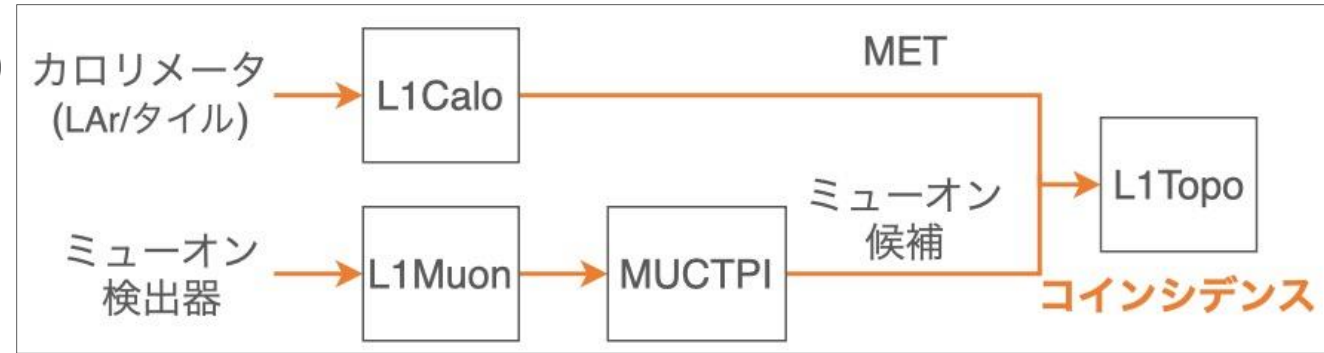 )
カロリメータ
(LAr/タイル)
L1Calo
MET
L1Topo
ミューオン
検出器
L1Muon
MUCTPI
ミューオン
候補
コインシデンス